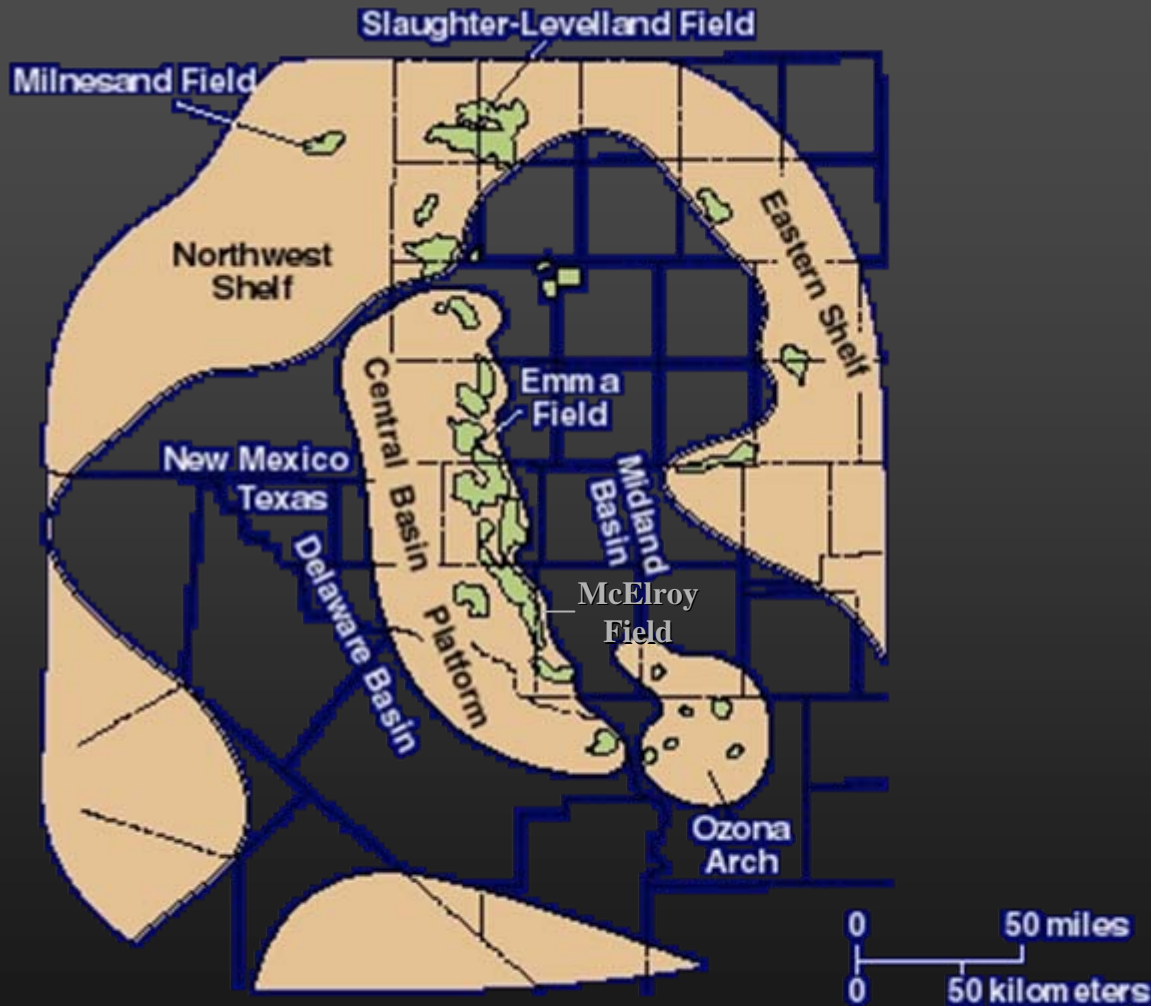 Slaughter-Levelland Field
Milnesand Field
Northwest
Shelf
Eastern Shelf
Central Basin
Platform
Emma
Field
New Mexico
Texas
Midland
Basin
Delaware Basin
McElroy
Field
Ozona
Arch
0 50 miles
0 50 kilometers